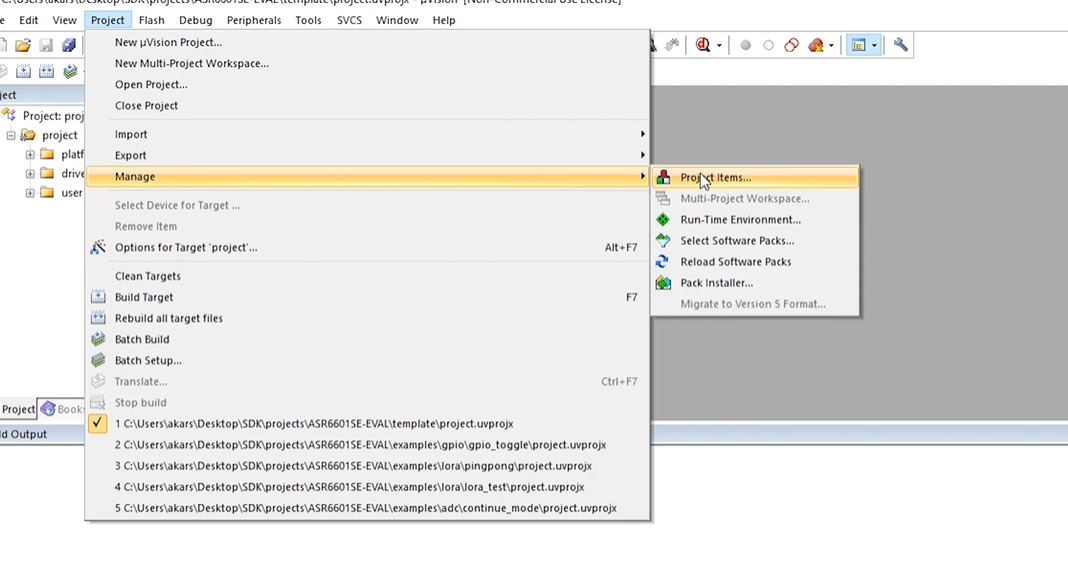 C:\Users\akars\Desktop\SDK\projects\ASR6601SE-EVAL\template\project.uvprojx - µVision [Non-Commercial Use License]
e Edit View Project Flash Debug Peripherals Tools SVCS Window Help
New µVision Project...
New Multi-Project Workspace...
Open Project...
Close Project
ject
Project: proj
project
platf
drive
user
Import
Export
Manage
Select Device for Target ...
Remove Item
Options for Target 'project'... Alt+F7
Clean Targets
Build Target F7
Rebuild all target files
Batch Build
Batch Setup...
Translate... Ctrl+F7
Stop build
1 C:\Users\akars\Desktop\SDK\projects\ASR6601SE-EVAL\template\project.uvprojx
2 C:\Users\akars\Desktop\SDK\projects\ASR6601SE-EVAL\examples\gpio\gpio_toggle\project.uvprojx
3 C:\Users\akars\Desktop\SDK\projects\ASR6601SE-EVAL\examples\lora\pingpong\project.uvprojx
4 C:\Users\akars\Desktop\SDK\projects\ASR6601SE-EVAL\examples\lora\lora_test\project.uvprojx
5 C:\Users\akars\Desktop\SDK\projects\ASR6601SE-EVAL\examples\adc\continue_mode\project.uvprojx
Project Items...
Multi-Project Workspace...
Run-Time Environment...
Select Software Packs...
Reload Software Packs
Pack Installer...
Migrate to Version 5 Format...
Project Books
ld Output